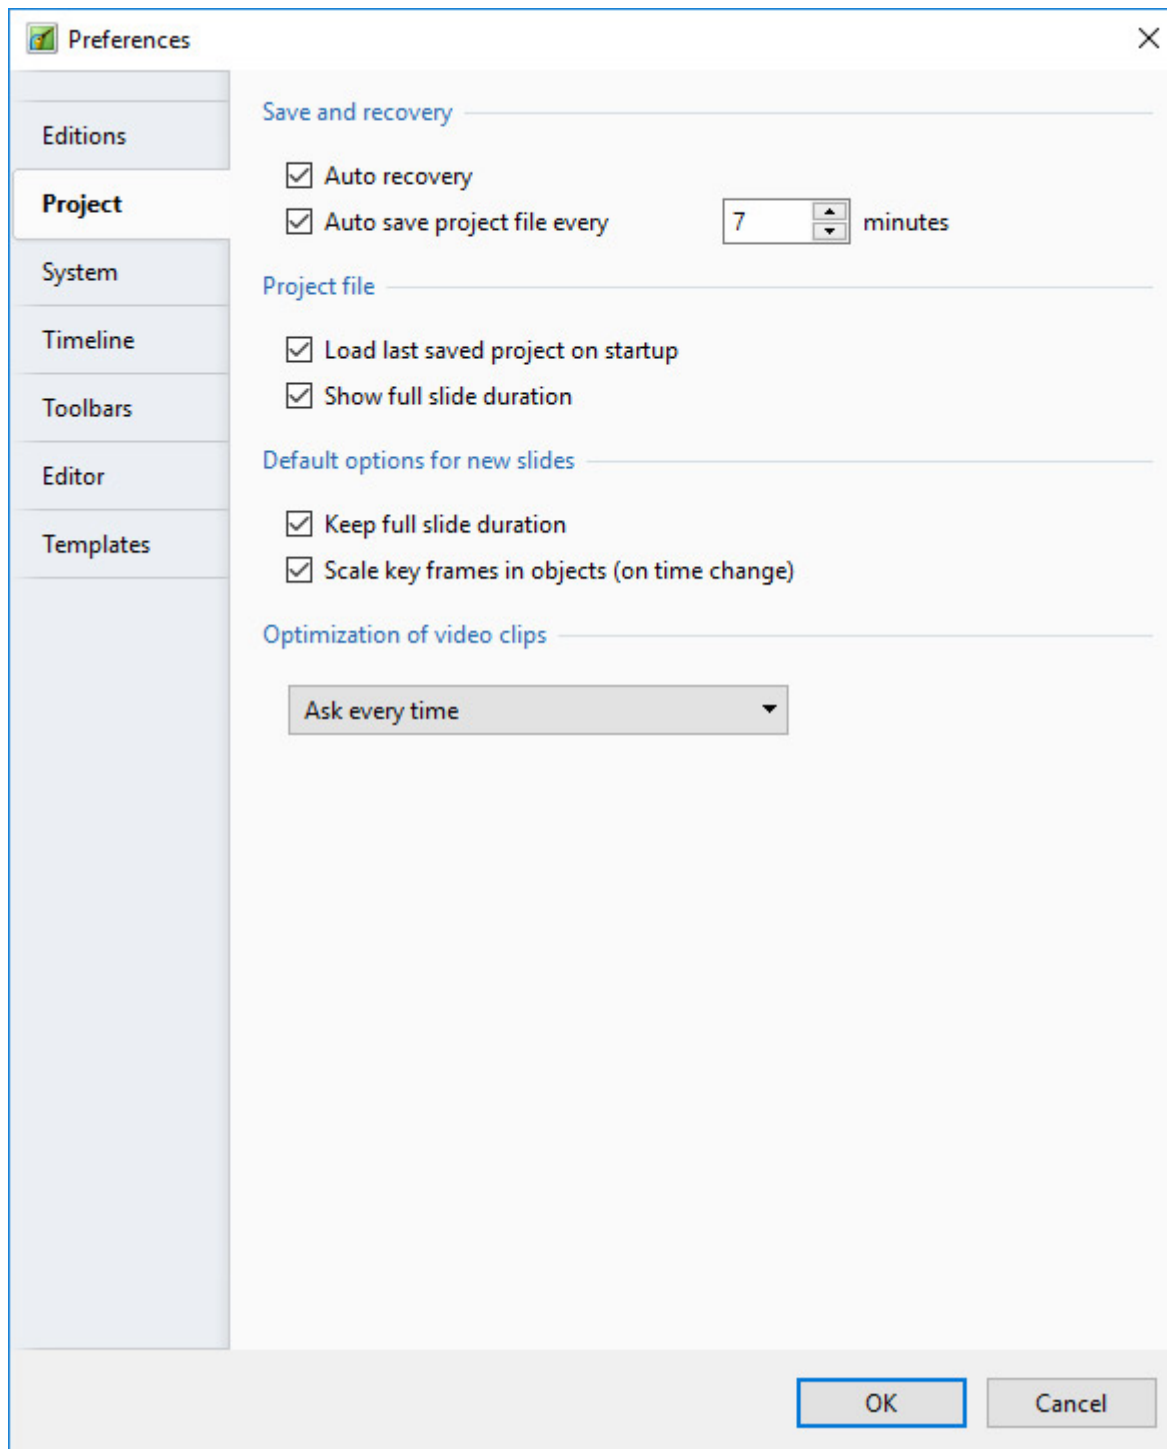 Preferences
Editions
Project
System
Timeline
Toolbars
Editor
Templates
Save and recovery
Auto recovery
Auto save project file every 7 minutes
Project file
Load last saved project on startup
Show full slide duration
Default options for new slides
Keep full slide duration
Scale key frames in objects (on time change)
Optimization of video clips
Ask every time
OK Cancel